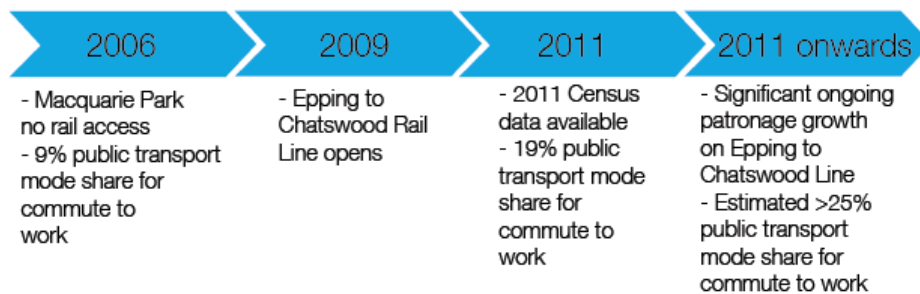 2006
- Macquarie Park
no rail access
- 9% public transport
mode share for
commute to
work
2009
- Epping to
Chatswood Rail
Line opens
2011
- 2011 Census
data available
- 19% public
transport mode
share for
commute to
work
2011 onwards
- Significant ongoing
patronage growth
on Epping to
Chatswood Line
- Estimated >25%
public transport
mode share for
commute to work